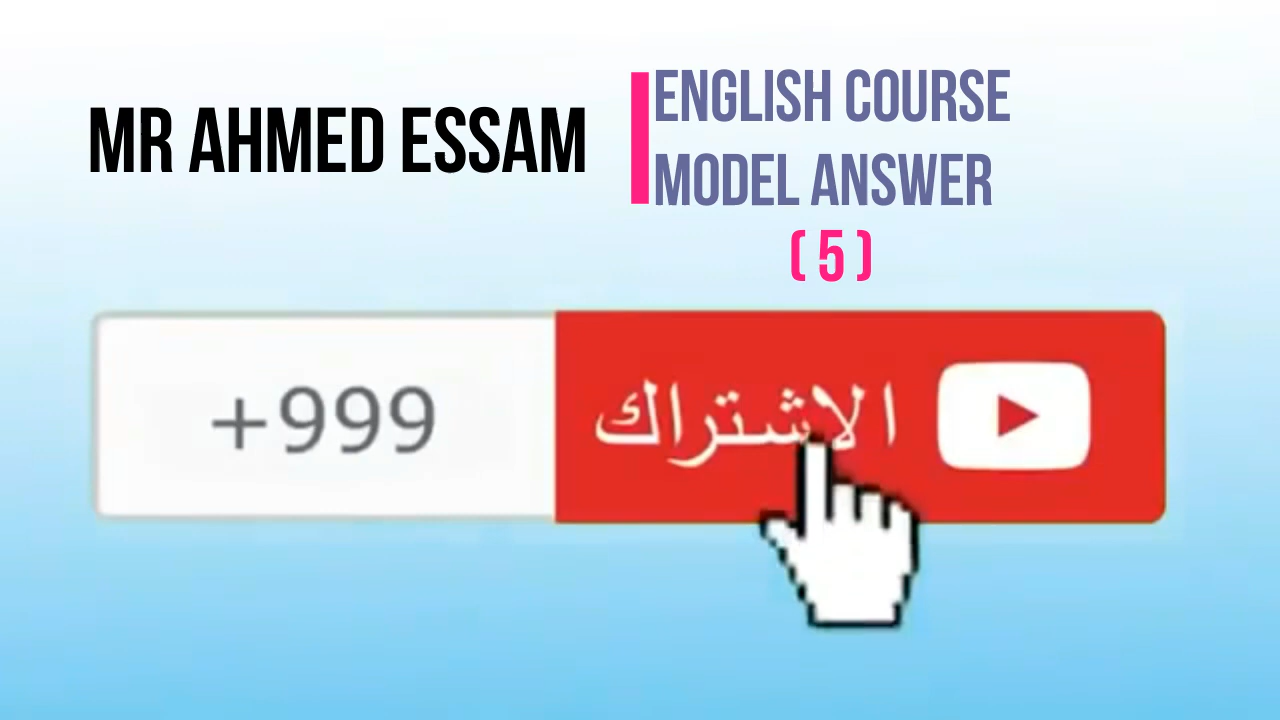 MR AHMED ESSAM
ENGLISH COURSE
MODEL ANSWER
( 5 )
+999
الاشتراك